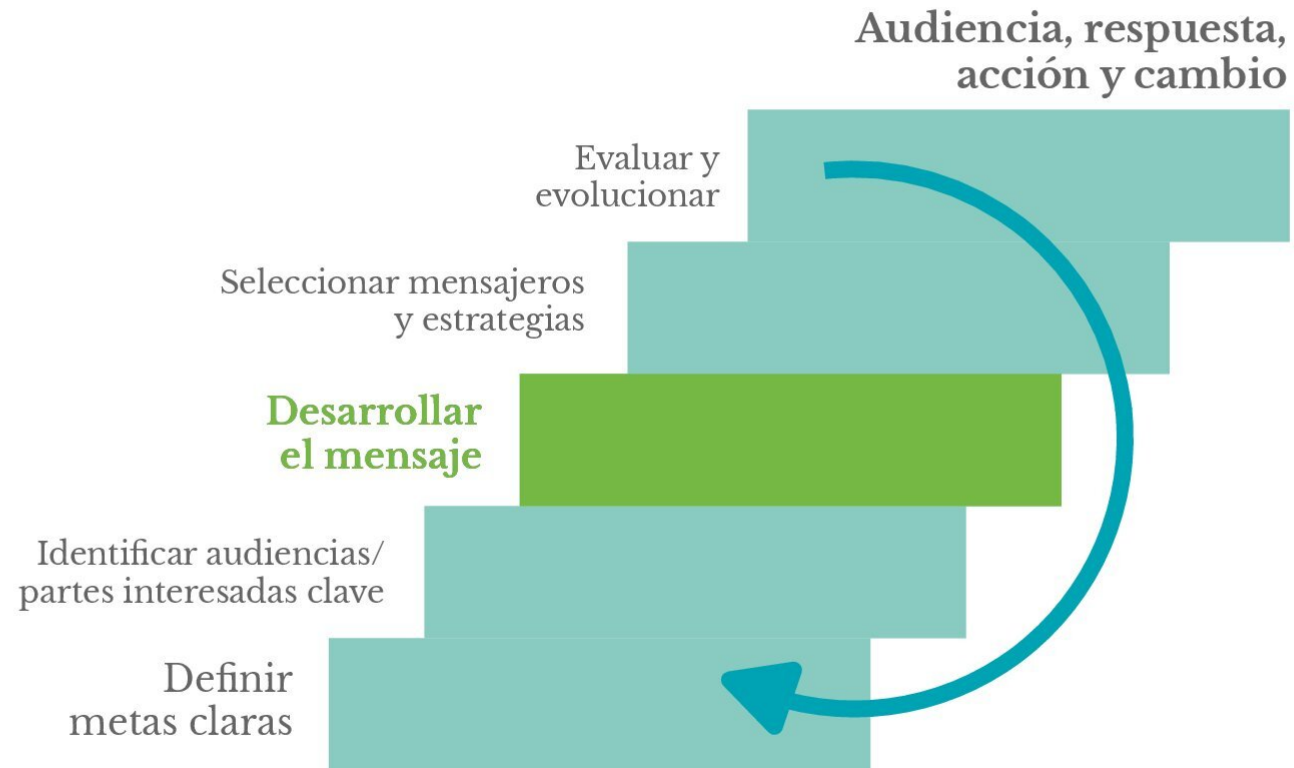 Audiencia, respuesta,
acción y cambio
Evaluar y
evolucionar
Seleccionar mensajeros
y estrategias
Desarrollar
el mensaje
Identificar audiencias/
partes interesadas clave
Definir
metas claras